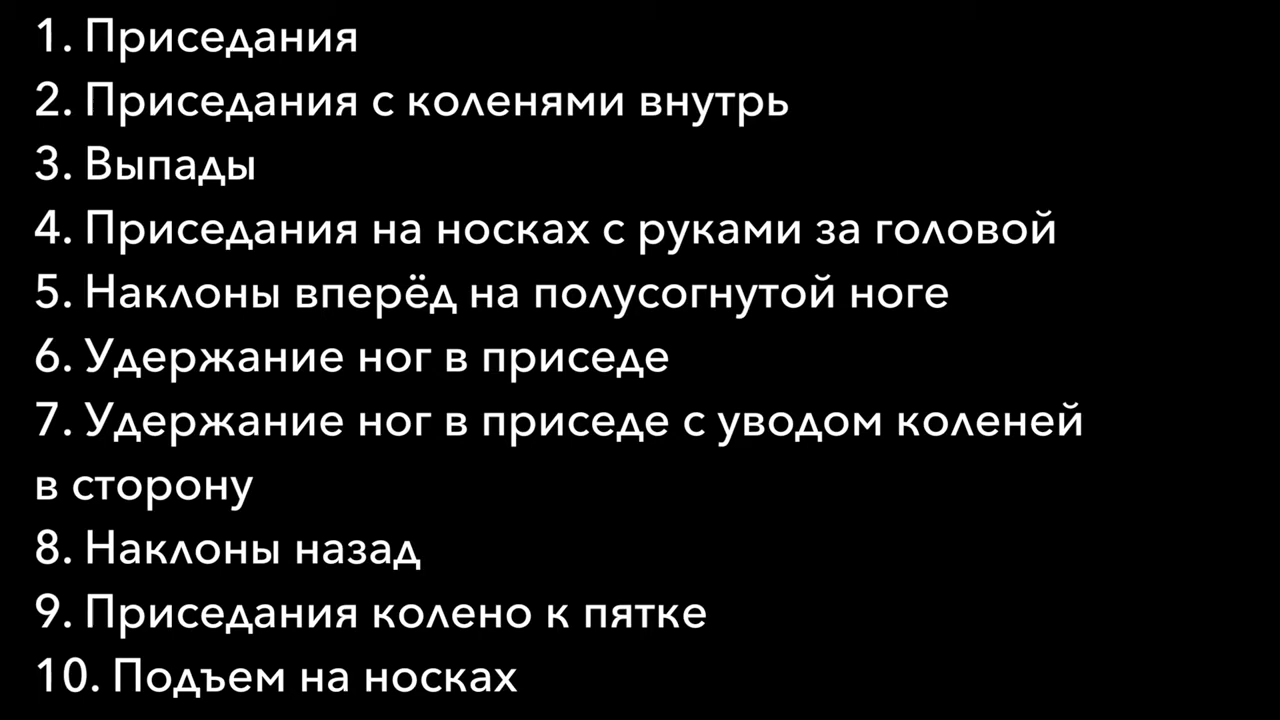 1. Приседания
2. Приседания с коленями внутрь
3. Выпады
4. Приседания на носках с руками за головой
5. Наклоны вперёд на полусогнутой ноге
6. Удержание ног в приседе
7. Удержание ног в приседе с уводом коленей
в сторону
8. Наклоны назад
9. Приседания колено к пятке
10. Подъем на носках